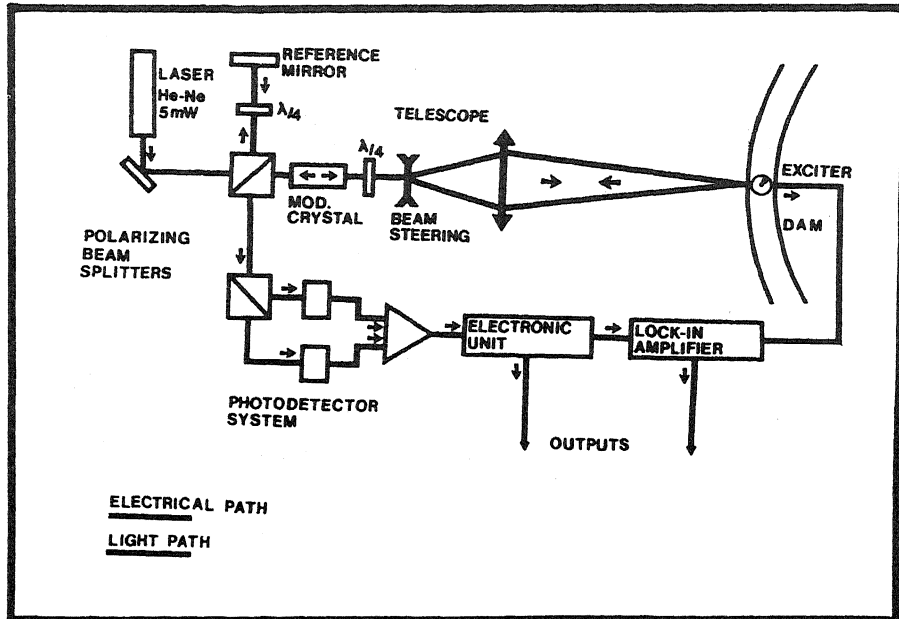 LASER
He-Ne
5mW
REFERENCE
MIRROR
λ/4
TELESCOPE
λ/4
EXCITER
MOD.
CRYSTAL
BEAM
STEERING
DAM
POLARIZING
BEAM
SPLITTERS
ELECTRONIC
UNIT
LOCK-IN
AMPLIFIER
PHOTODETECTOR
SYSTEM
OUTPUTS
ELECTRICAL PATH
LIGHT PATH